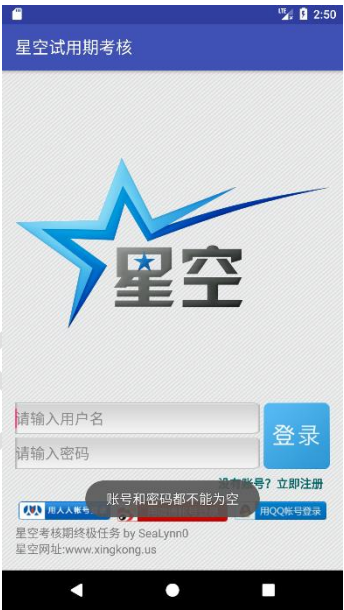 2:50
星空试用期考核
星空
请输入用户名
登录
请输入密码
没有账号？立即注册
账号和密码都不能为空
用人人帐号
用QQ帐号登录
星空考核期终极任务 by SeaLynn0
星空网址:www.xingkong.us